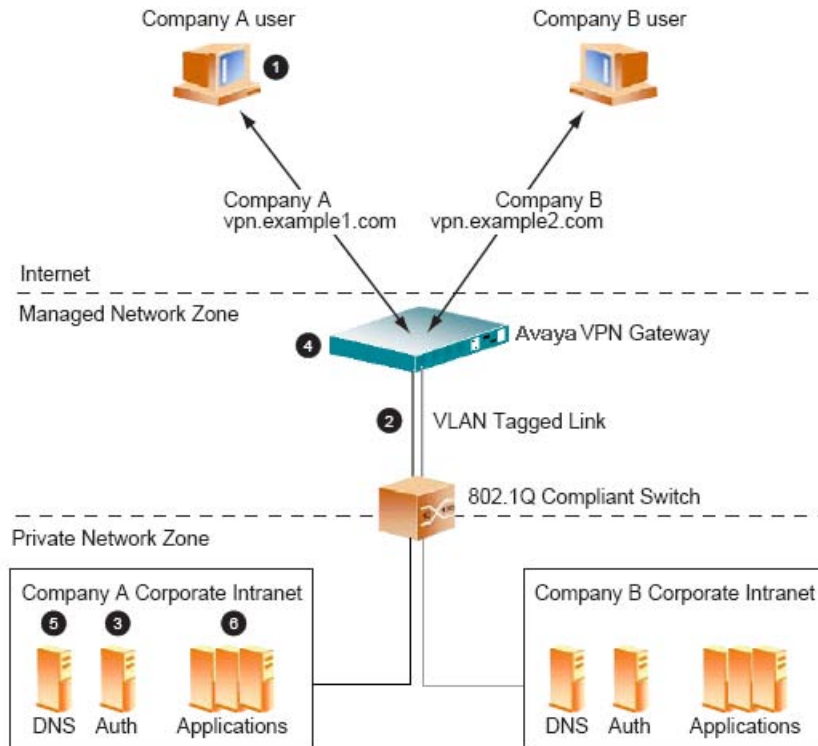 Company A user
Company B user
1
Company A
vpn.example1.com
Company B
vpn.example2.com
Internet
Managed Network Zone
4
Avaya VPN Gateway
2
VLAN Tagged Link
802.1Q Compliant Switch
Private Network Zone
Company A Corporate Intranet
5
3
6
DNS
Auth
Applications
Company B Corporate Intranet
DNS
Auth
Applications